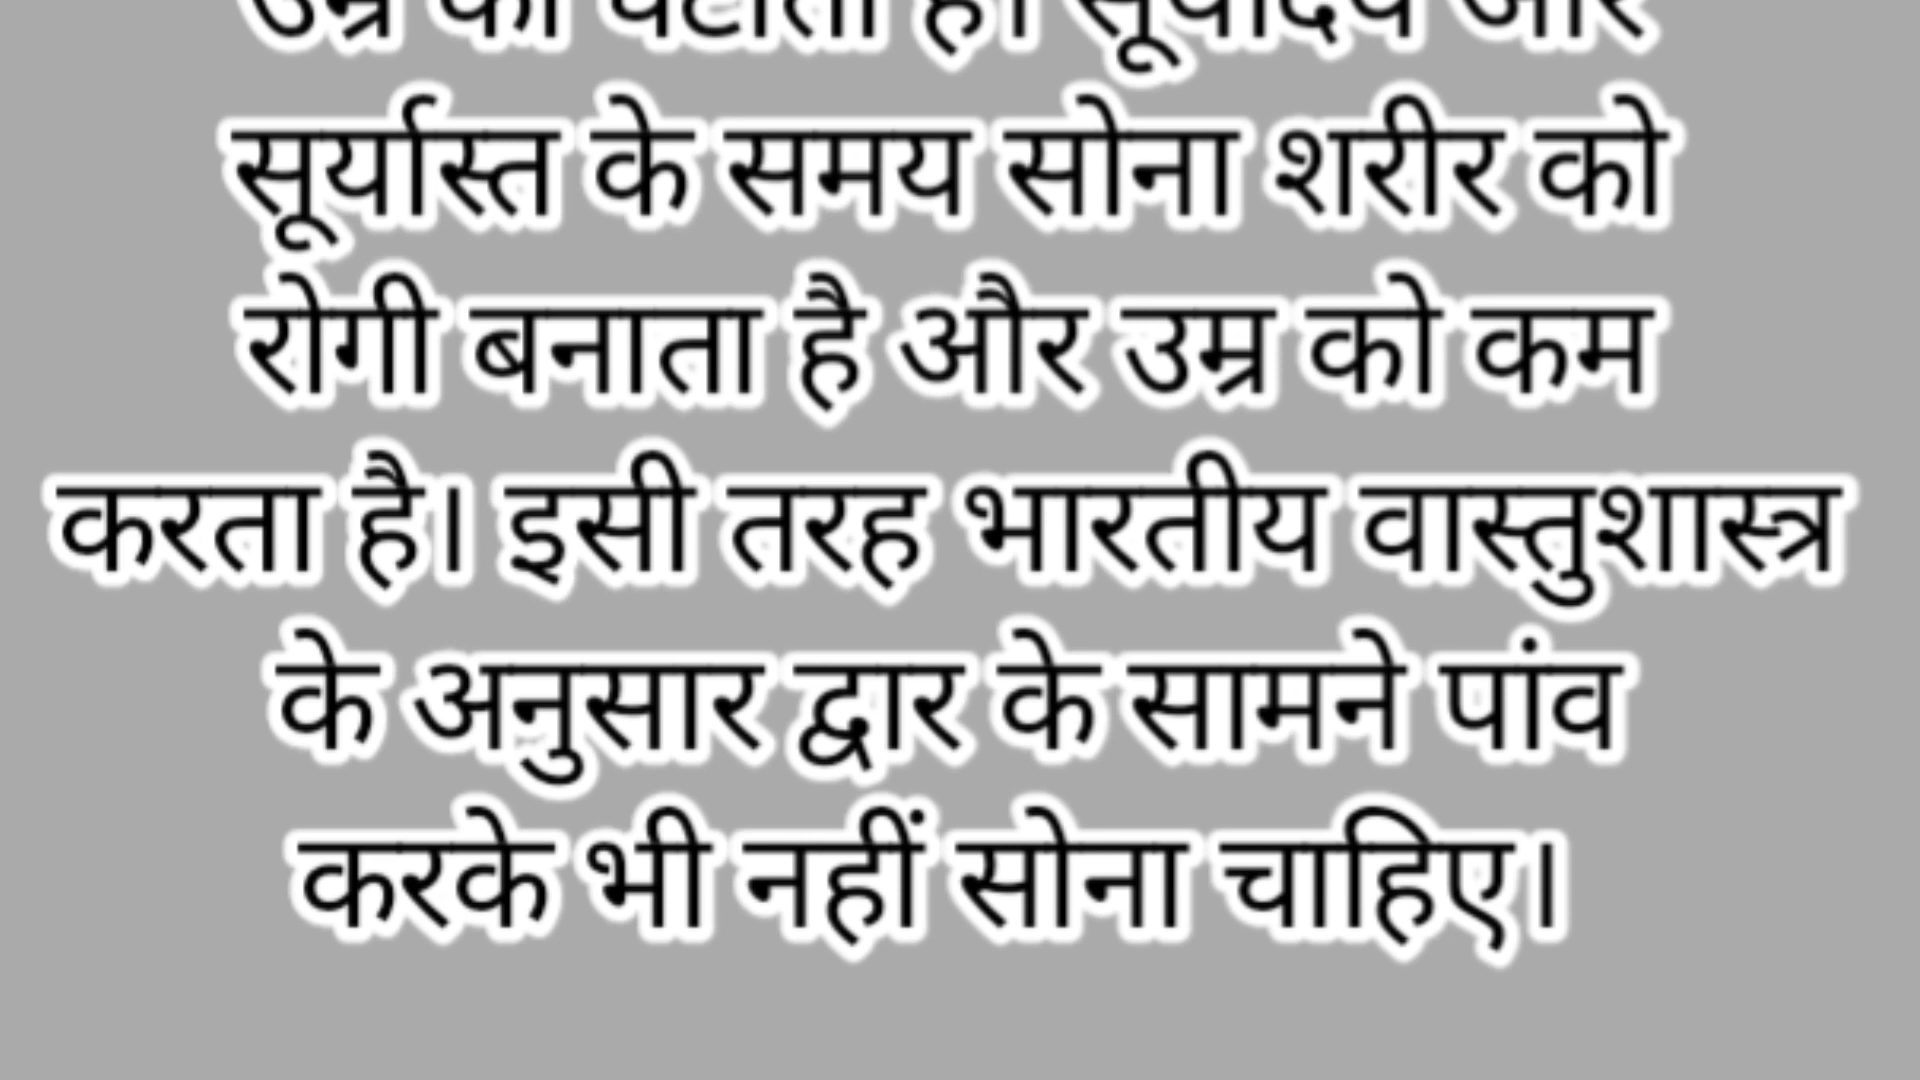 उम्र को घटाता है। सूर्योदय और
सूर्यास्त के समय सोना शरीर को
रोगी बनाता है और उम्र को कम
करता है। इसी तरह भारतीय वास्तुशास्त्र
के अनुसार द्वार के सामने पांव
करके भी नहीं सोना चाहिए।